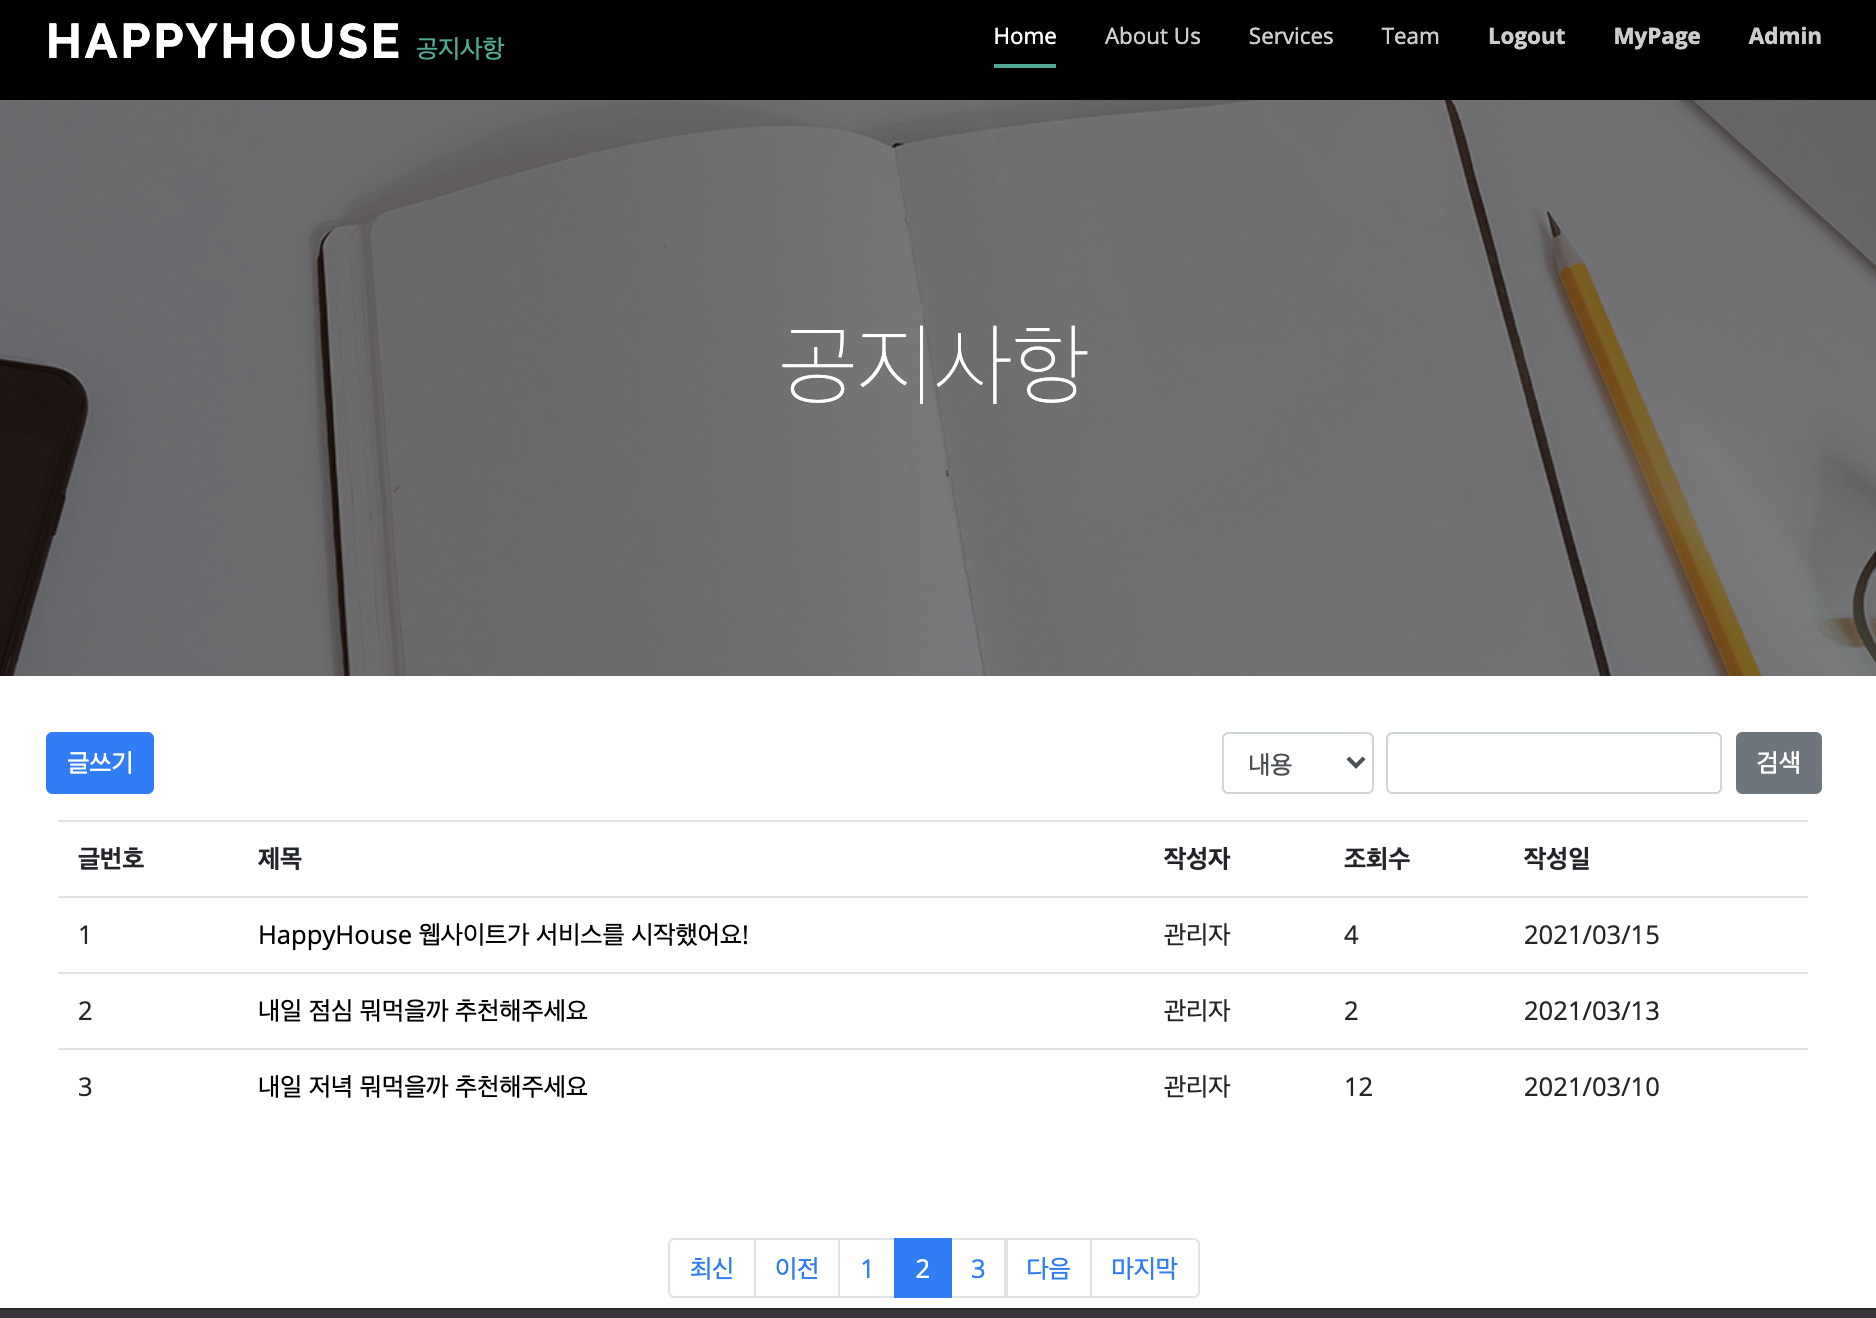 HAPPYHOUSE 공지사항 Home About Us Services Team Logout MyPage Admin
공지사항
글쓰기 내용 검색
글번호 제목 작성자 조회수 작성일
1 HappyHouse 웹사이트가 서비스를 시작했어요! 관리자 4 2021/03/15
2 내일 점심 뭐먹을까 추천해주세요 관리자 2 2021/03/13
3 내일 저녁 뭐먹을까 추천해주세요 관리자 12 2021/03/10
최신 이전 1 2 3 다음 마지막